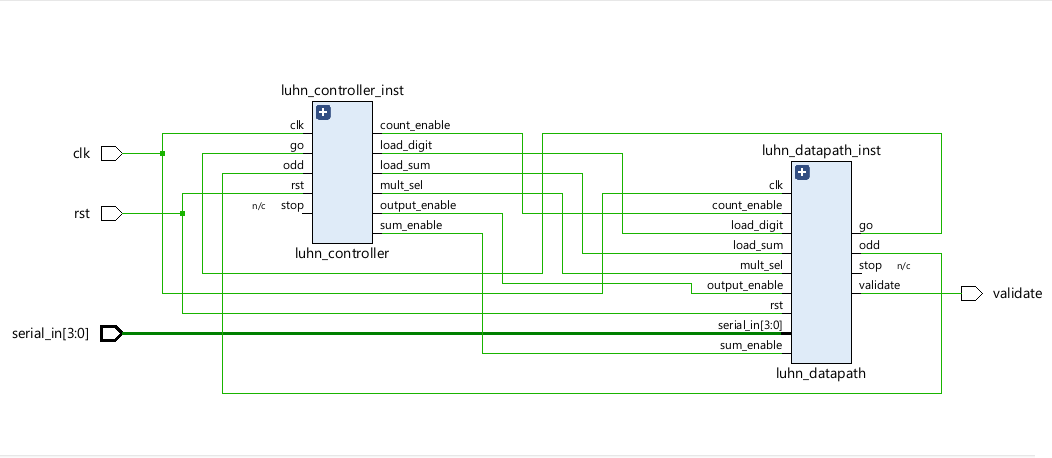 luhn_controller_inst
clk
go
odd
rst
n/c stop
count_enable
load_digit
load_sum
mult_sel
output_enable
sum_enable
luhn_controller
clk
rst
serial_in[3:0]
luhn_datapath_inst
clk
count_enable
load_digit
load_sum
mult_sel
output_enable
rst
serial_in[3:0]
sum_enable
go
odd
stop n/c
validate
luhn_datapath
validate